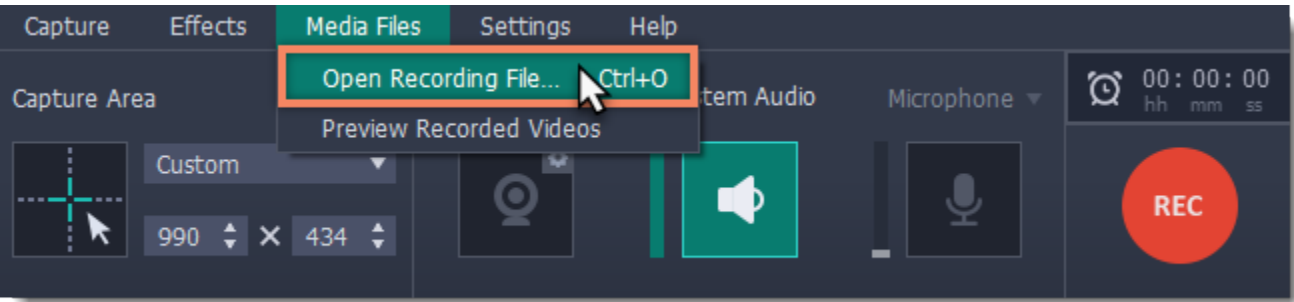 Capture Effects Media Files Settings Help
Open Recording File... Ctrl+O
Capture Area
tem Audio
Microphone
00:00:00
hh mm ss
Preview Recorded Videos
Custom
990 × 434
REC